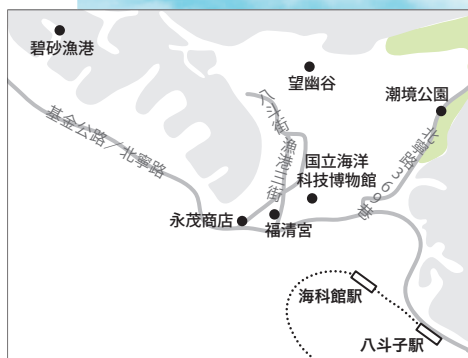 碧砂漁港
望幽谷
潮境公園
八斗街漁港三街
基金公路／北寧路
北寧路369巷
国立海洋
科技博物館
永茂商店
福清宮
海科館駅
八斗子駅